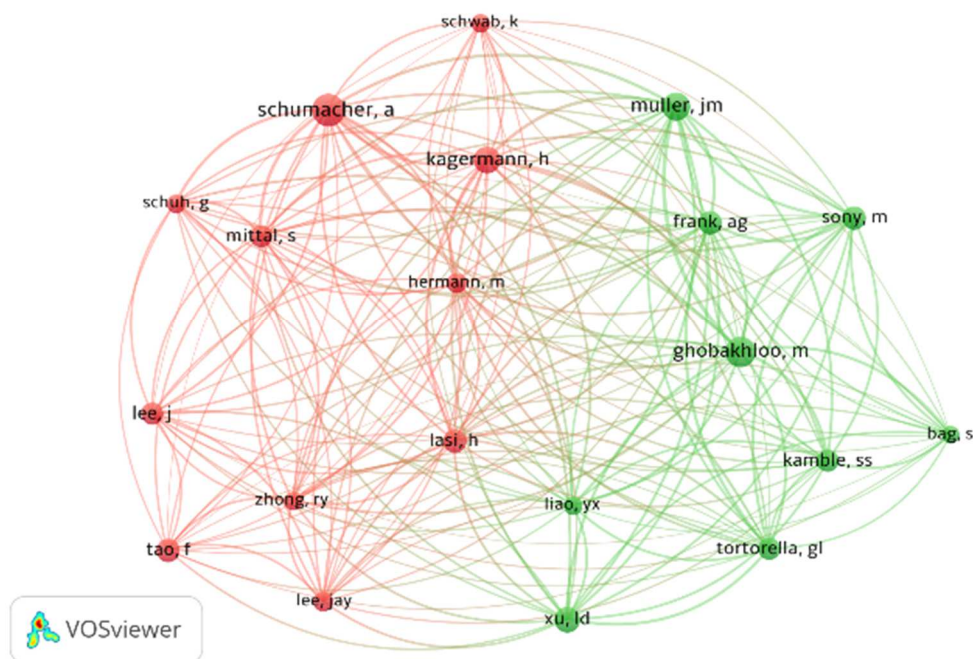 schwab, k
schumacher, a
muller, jm
kagermann, h
schuh, g
mittal, s
frank, ag
sony, m
hermann, m
ghobakhloo, m
lee, j
lasi, h
bag, s
kamble, ss
zhong, ry
liao, yx
tao, f
tortorella, gl
lee, jay
xu, ld
VOSviewer